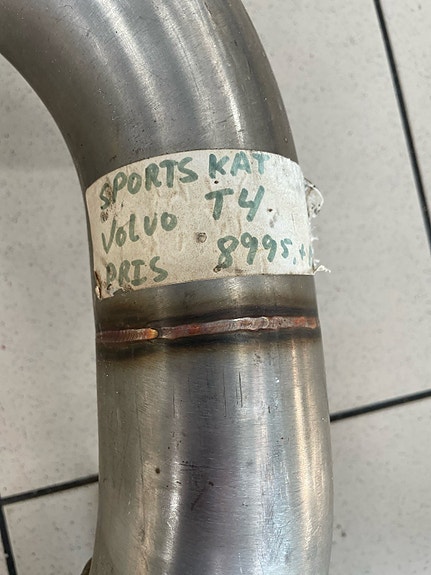 SPORTS KAT
VOLVO T4
PRIS 8995.+